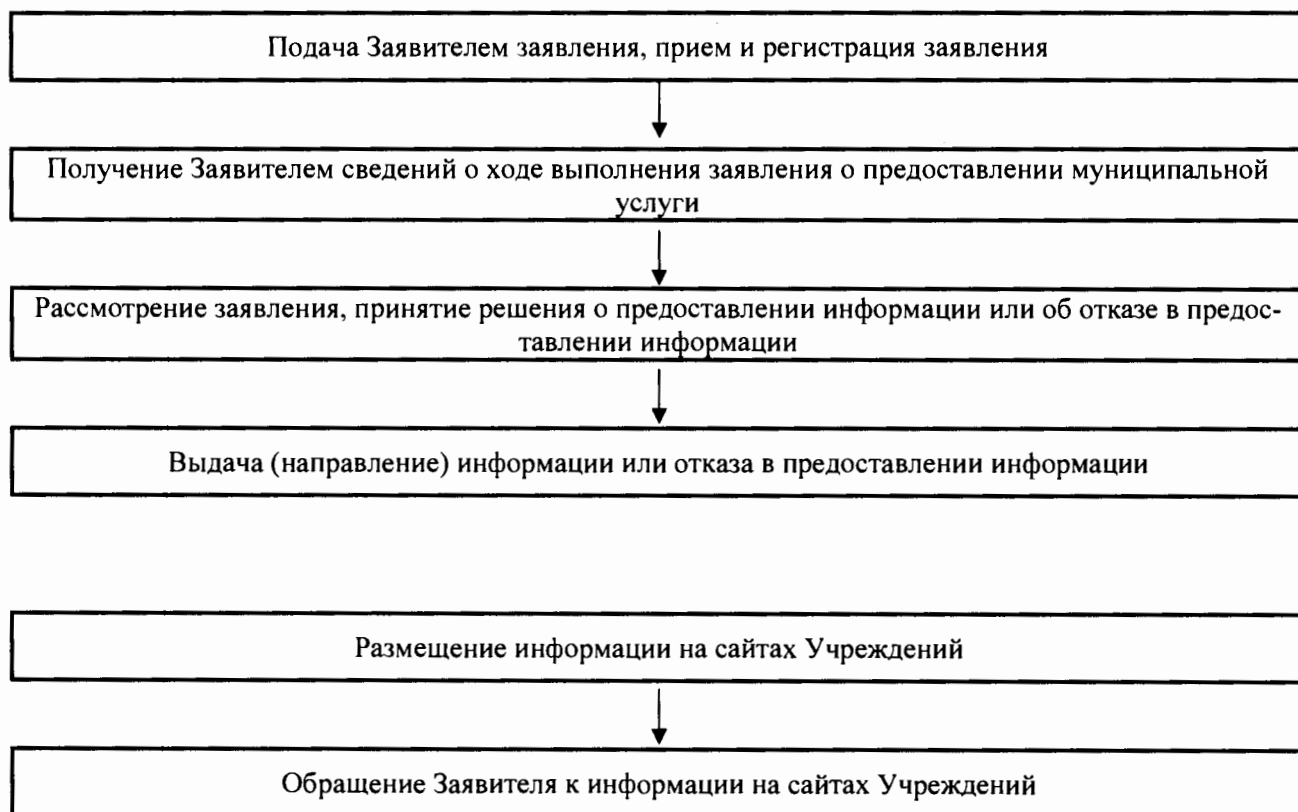 Подача Заявителем заявления, прием и регистрация заявления
Получение Заявителем сведений о ходе выполнения заявления о предоставлении муниципальной
услуги
Рассмотрение заявления, принятие решения о предоставлении информации или об отказе в предос-
тавлении информации
Выдача (направление) информации или отказа в предоставлении информации
Размещение информации на сайтах Учреждений
Обращение Заявителя к информации на сайтах Учреждений